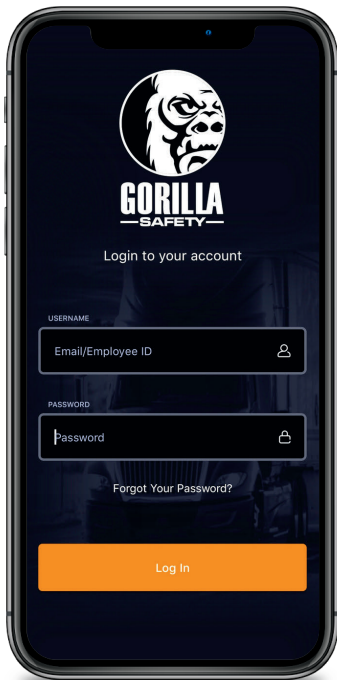 GORILLA
SAFETY
Login to your account
USERNAME
Email/Employee ID
PASSWORD
Password
Forgot Your Password?
Log In